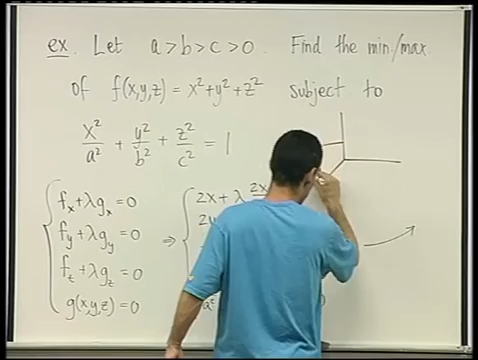 ex. Let a > b > c > 0. Find the min./max.
of f(x,y,z) = x² + y² + z² subject to
x²/a² + y²/b² + z²/c² = 1
{ f_x + λg_x = 0
f_y + λg_y = 0
f_z + λg_z = 0
g(x,y,z) = 0
⇒ { 2x + λ 2x
2y